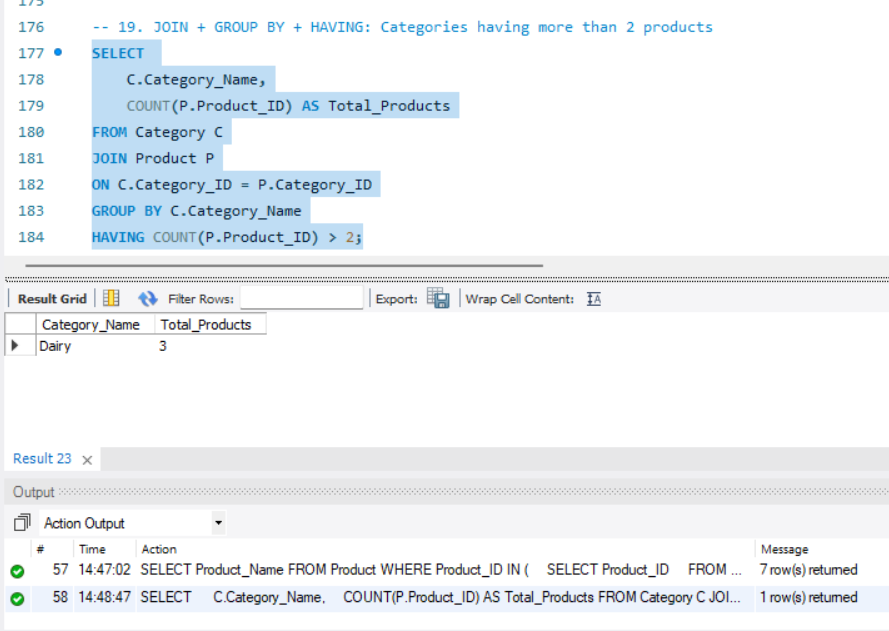 175
176 -- 19. JOIN + GROUP BY + HAVING: Categories having more than 2 products
177 SELECT
178 C.Category_Name,
179 COUNT(P.Product_ID) AS Total_Products
180 FROM Category C
181 JOIN Product P
182 ON C.Category_ID = P.Category_ID
183 GROUP BY C.Category_Name
184 HAVING COUNT(P.Product_ID) > 2;
Result Grid Filter Rows: Export: Wrap Cell Content: IA
Category_Name Total_Products
Dairy 3
Result 23
Output
Action Output
# Time Action Message
57 14:47:02 SELECT Product_Name FROM Product WHERE Product_ID IN ( SELECT Product_ID FROM ... 7 row(s) returned
58 14:48:47 SELECT C.Category_Name, COUNT(P.Product_ID) AS Total_Products FROM Category C JOI... 1 row(s) returned